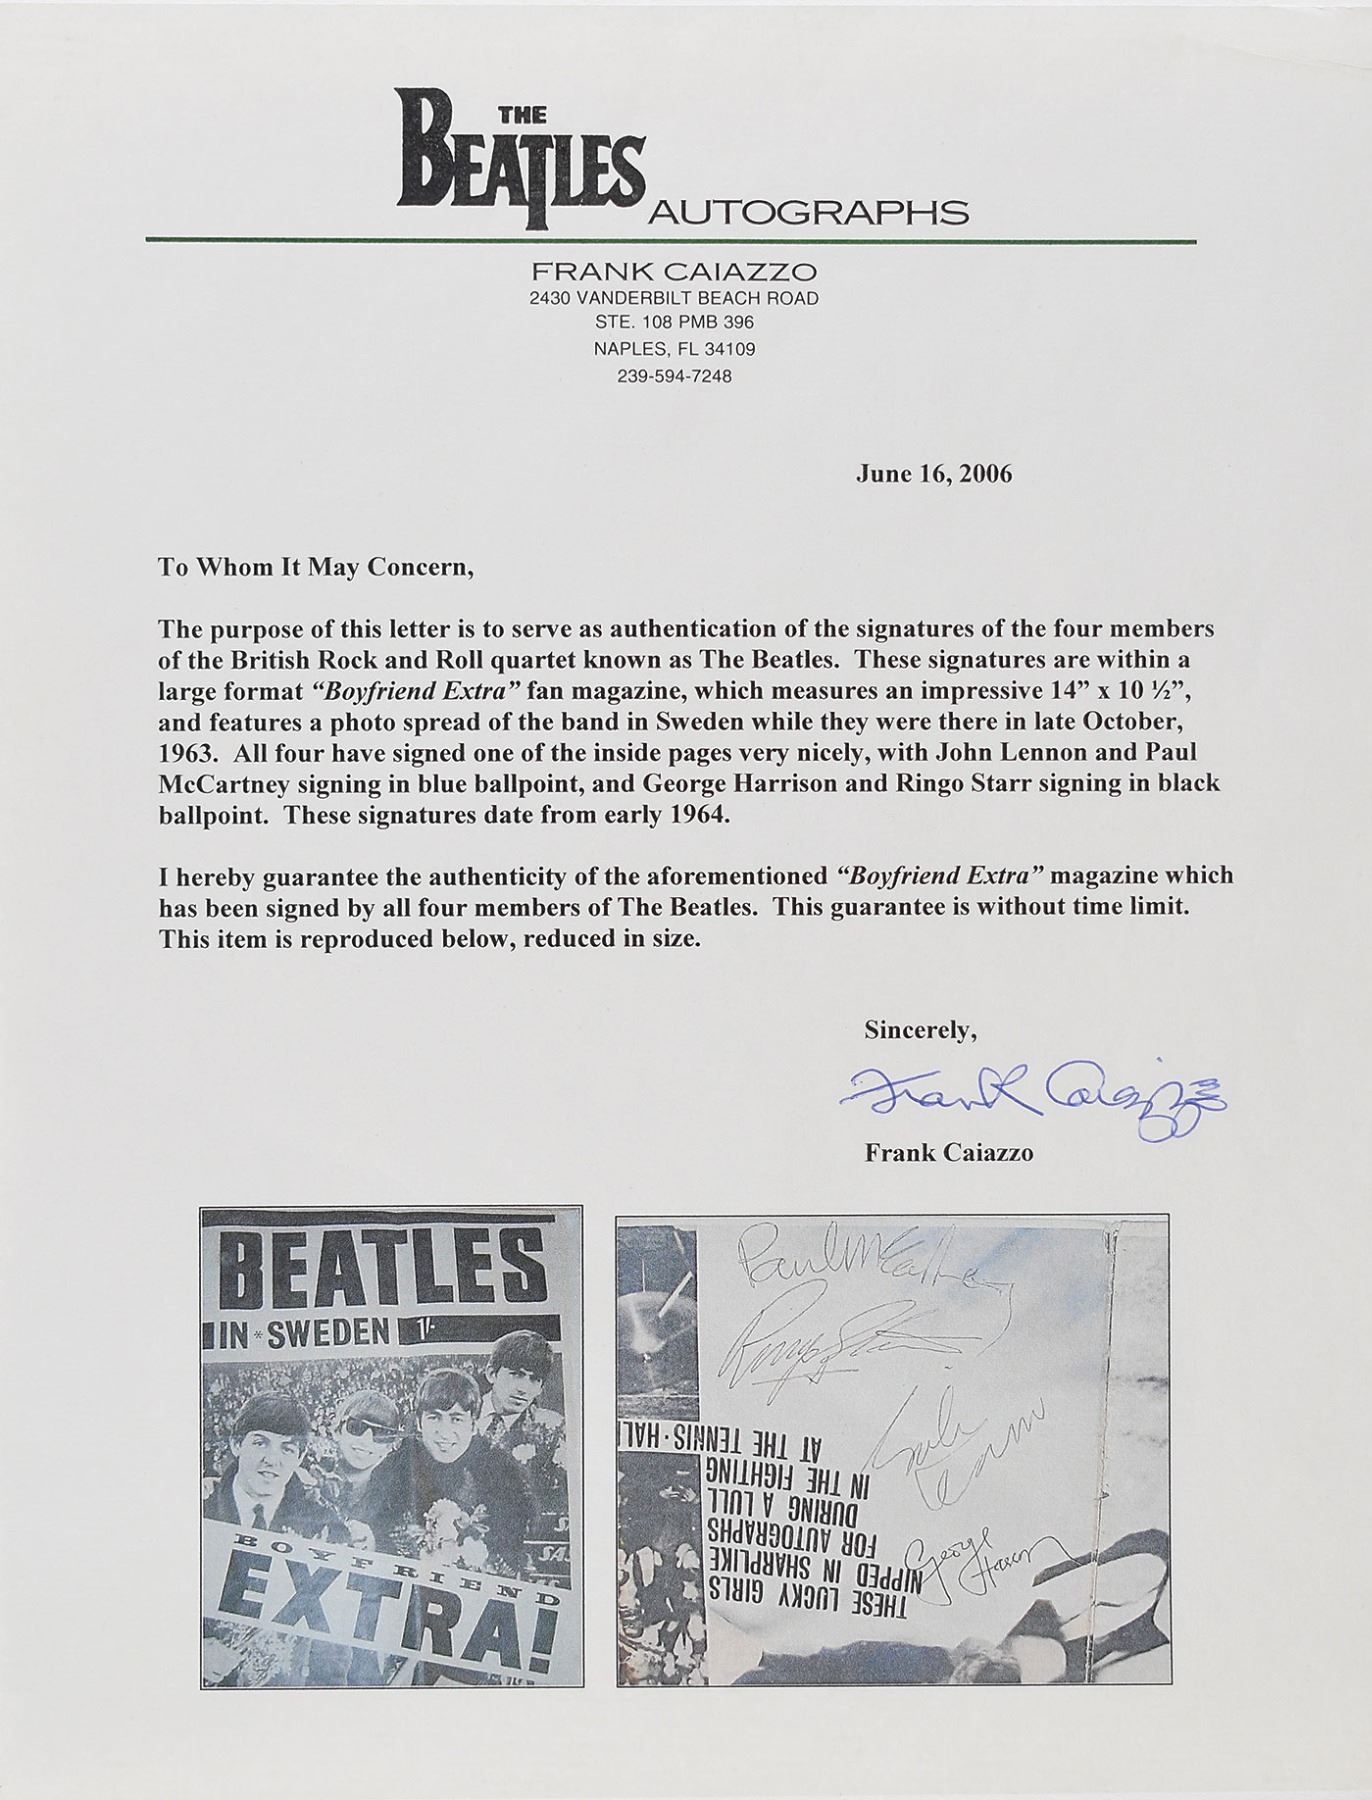 THE
BEATLES AUTOGRAPHS
FRANK CAIAZZO
2430 VANDERBILT BEACH ROAD
STE. 108 PMB 396
NAPLES, FL 34109
239-594-7248
June 16, 2006
To Whom It May Concern,
The purpose of this letter is to serve as authentication of the signatures of the four members
of the British Rock and Roll quartet known as The Beatles.  These signatures are within a
large format “Boyfriend Extra” fan magazine, which measures an impressive 14” x 10 ½”,
and features a photo spread of the band in Sweden while they were there in late October,
1963.  All four have signed one of the inside pages very nicely, with John Lennon and Paul
McCartney signing in blue ballpoint, and George Harrison and Ringo Starr signing in black
ballpoint.  These signatures date from early 1964.
I hereby guarantee the authenticity of the aforementioned “Boyfriend Extra” magazine which
has been signed by all four members of The Beatles.  This guarantee is without time limit.
This item is reproduced below, reduced in size.
Sincerely,
Frank Caiazzo
Frank Caiazzo
BEATLES
IN * SWEDEN 1/-
BOYFRIEND
EXTRA!
Paul McCartney
Ringo Starr
John Lennon
George Harrison
THESE LUCKY GIRLS
NIPPED IN SHARPLIKE
FOR AUTOGRAPHS
DURING A LULL
IN THE FIGHTING
AT THE TENNIS-HALL